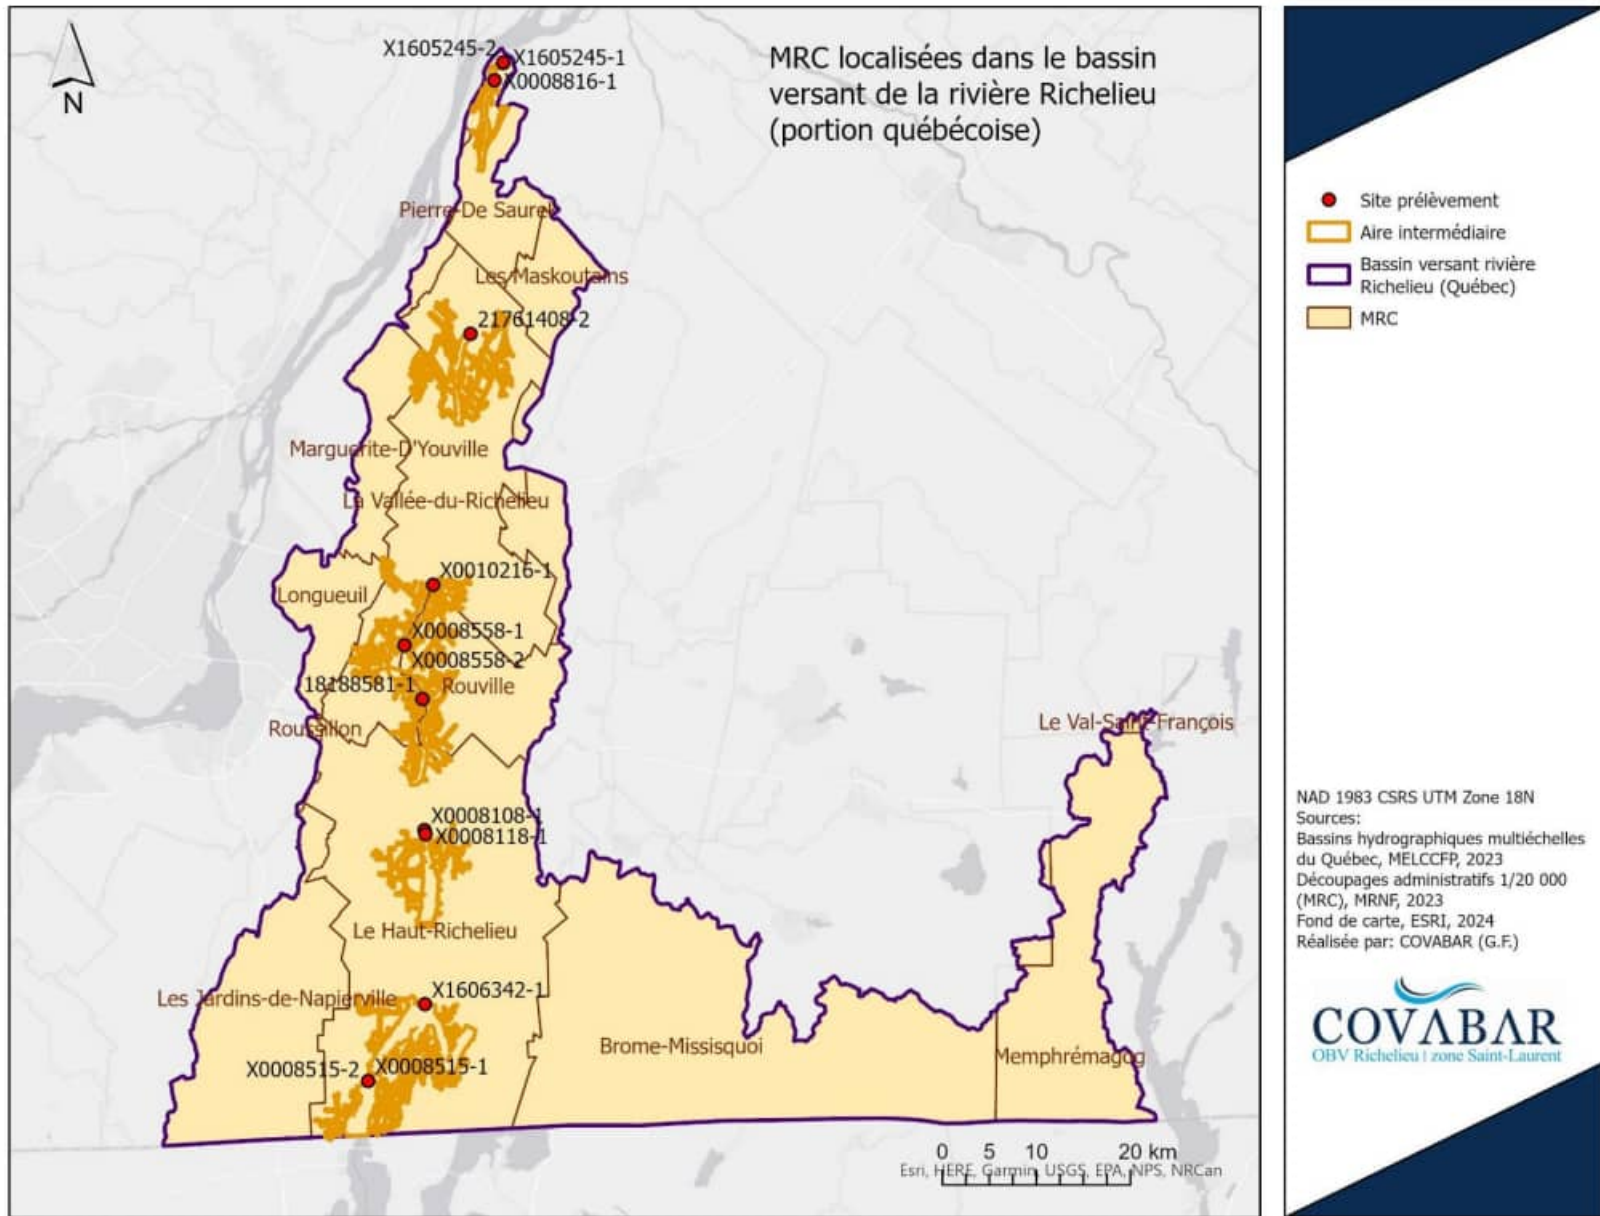 MRC localisées dans le bassin
versant de la rivière Richelieu
(portion québécoise)
N
X1605245-2
X1605245-1
X0008816-1
Pierre-De Saurel
Les Maskoutains
21761408-2
Marguerite-D'Youville
La Vallée-du-Richelieu
X0010216-1
Longueuil
X0008558-1
X0008558-2
18188581-1
Rouville
Roussillon
Le Val-Saint-François
X0008108-1
X0008118-1
Le Haut-Richelieu
Les Jardins-de-Napierville
X1606342-1
Brome-Missisquoi
Memphrémagog
X0008515-2
X0008515-1
0 5 10 20 km
Esri, HERE, Garmin, USGS, EPA, NPS, NRCan
Site prélèvement
Aire intermédiaire
Bassin versant rivière
Richelieu (Québec)
MRC
NAD 1983 CSRS UTM Zone 18N
Sources:
Bassins hydrographiques multiéchelles
du Québec, MELCCFP, 2023
Découpages administratifs 1/20 000
(MRC), MRNF, 2023
Fond de carte, ESRI, 2024
Réalisée par: COVABAR (G.F.)
COVABAR
OBV Richelieu | zone Saint-Laurent